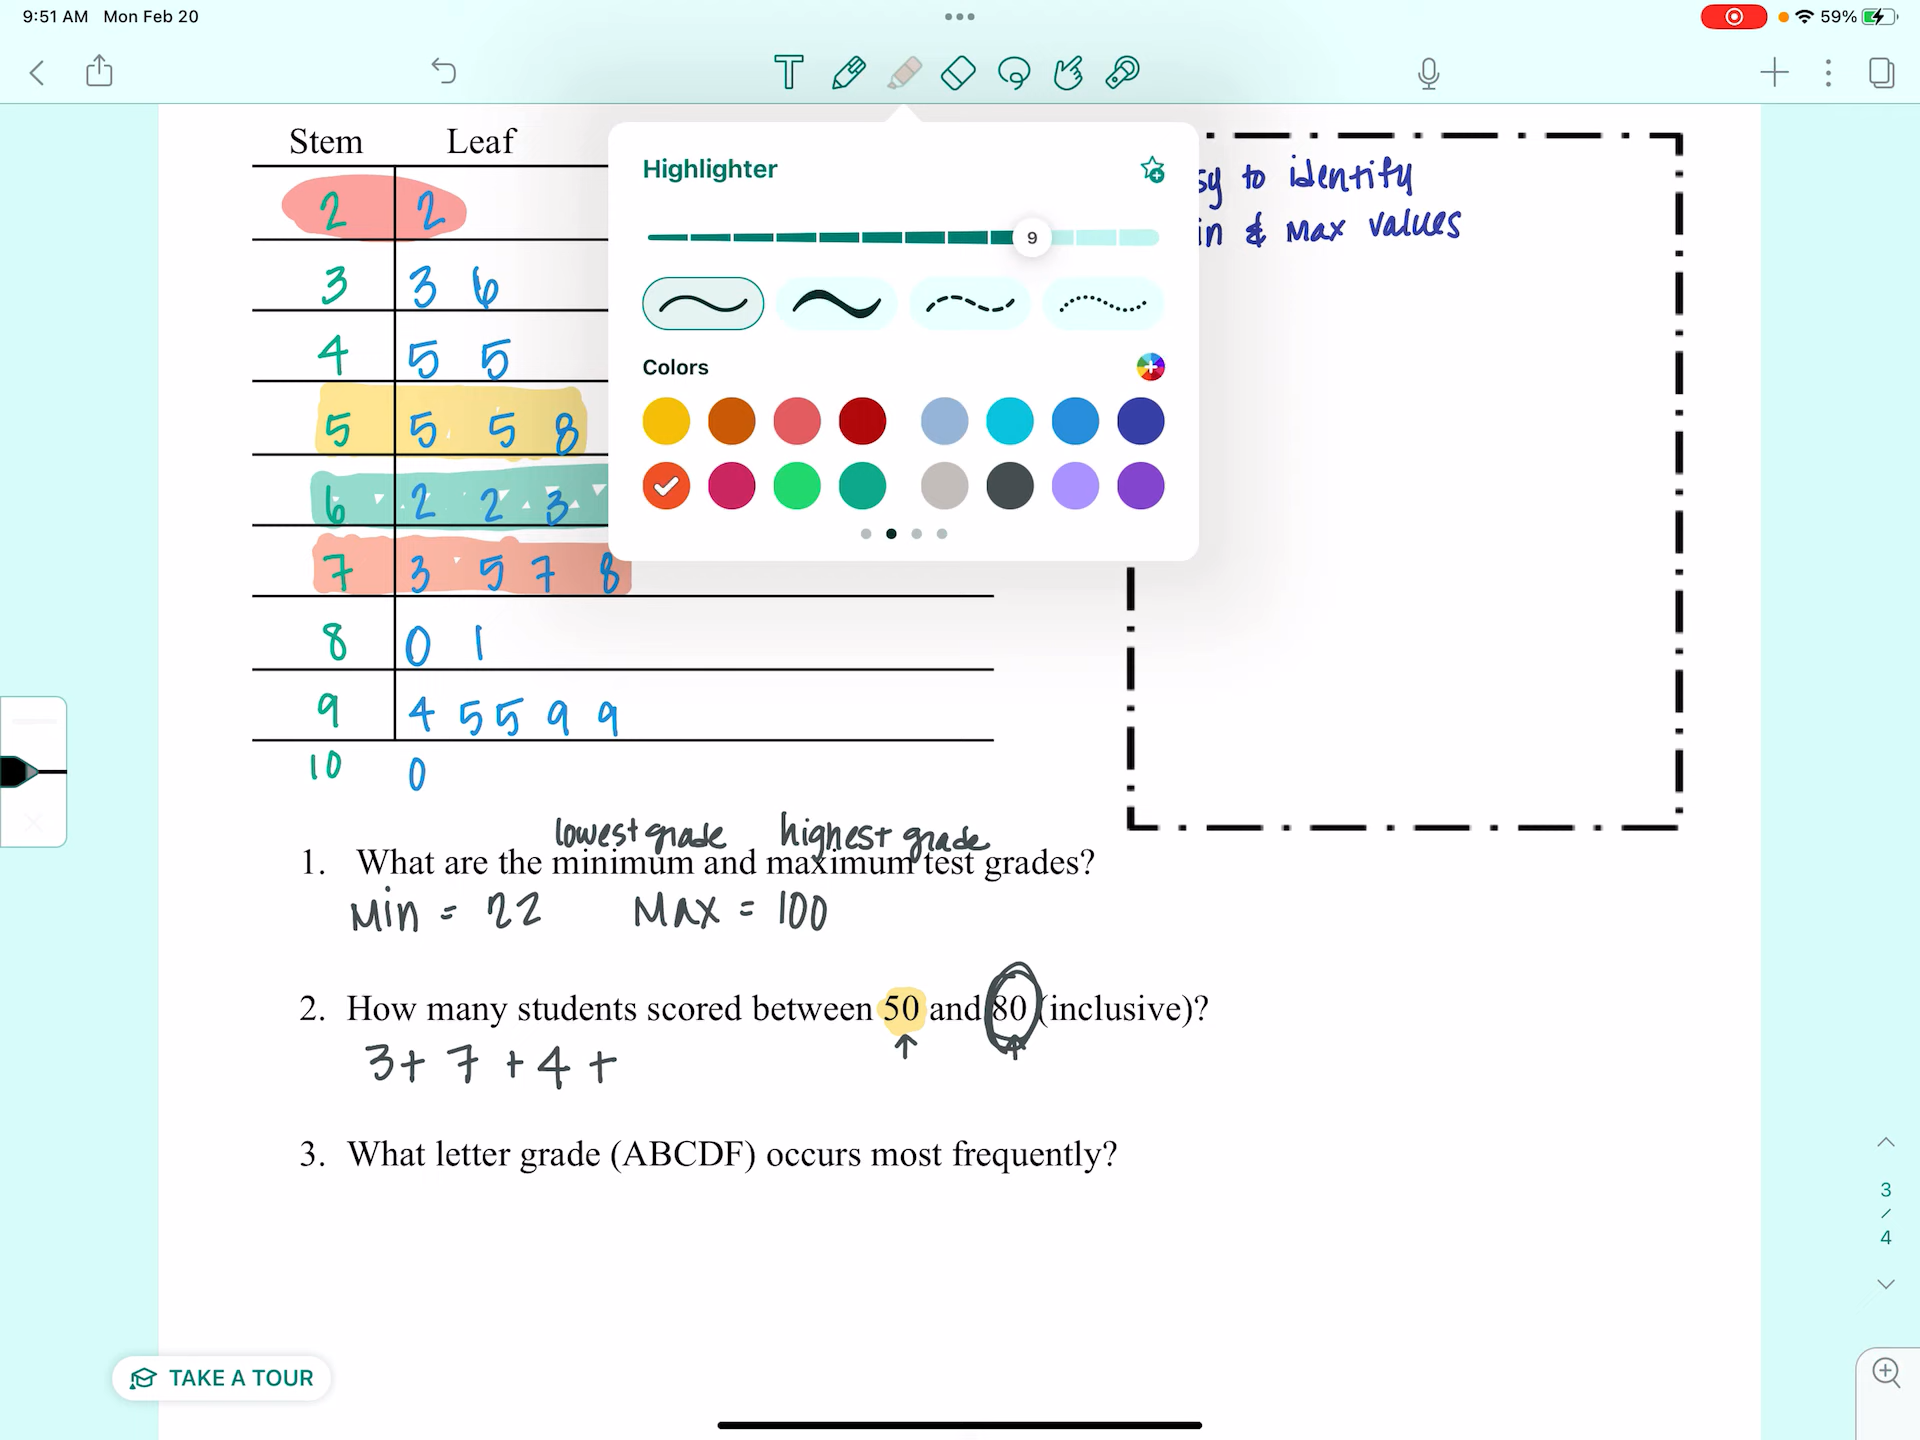 9:51 AM Mon Feb 20
59%
Stem Leaf
2 2
3 3 6
4 5 5
5 5 5 8
6 2 2 3
7 3 5 7 8
8 0 1
9 4 5 5 9 9
10 0
Highlighter
9
Colors
to identify
& Max values
lowest grade highest grade
1. What are the minimum and maximum test grades?
Min = 22 Max = 100
2. How many students scored between 50 and 80 (inclusive)?
3 + 7 + 4 +
3. What letter grade (ABCDF) occurs most frequently?
3
/
4
TAKE A TOUR